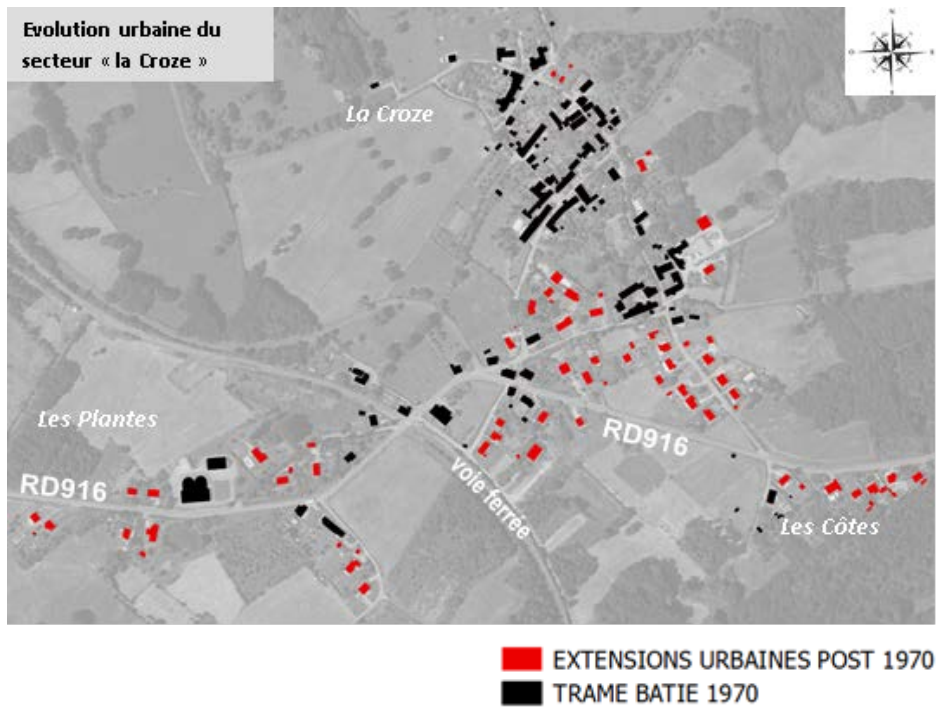 Evolution urbaine du
secteur « la Croze »
N
O
E
S
La Croze
Les Plantes
RD916
RD916
voie ferrée
Les Côtes
EXTENSIONS URBAINES POST 1970
TRAME BATIE 1970